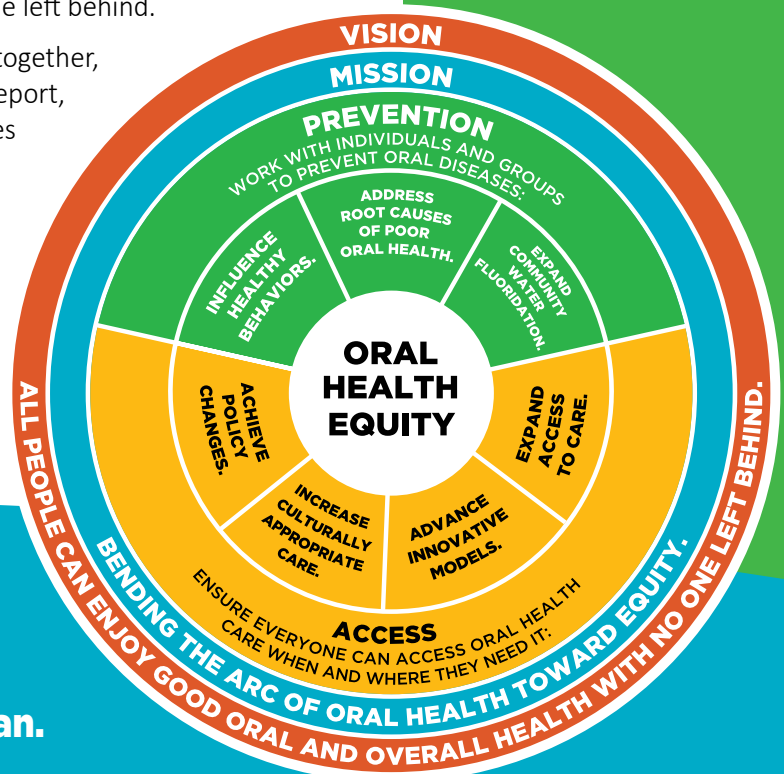 e left behind.
together,
eport,
es
VISION
MISSION
PREVENTION
WORK WITH INDIVIDUALS AND GROUPS
TO PREVENT ORAL DISEASES:
INFLUENCE
HEALTHY
BEHAVIORS.
ADDRESS
ROOT CAUSES
OF POOR
ORAL HEALTH.
EXPAND
COMMUNITY
WATER
FLUORIDATION.
ORAL
HEALTH
EQUITY
ACHIEVE
POLICY
CHANGES.
INCREASE
CULTURALLY
APPROPRIATE
CARE.
ADVANCE
INNOVATIVE
MODELS.
EXPAND
ACCESS
TO CARE.
ACCESS
ENSURE EVERYONE CAN ACCESS ORAL HEALTH
CARE WHEN AND WHERE THEY NEED IT:
BENDING THE ARC OF ORAL HEALTH TOWARD EQUITY.
ALL PEOPLE CAN ENJOY GOOD ORAL AND OVERALL HEALTH WITH NO ONE LEFT BEHIND.
an.